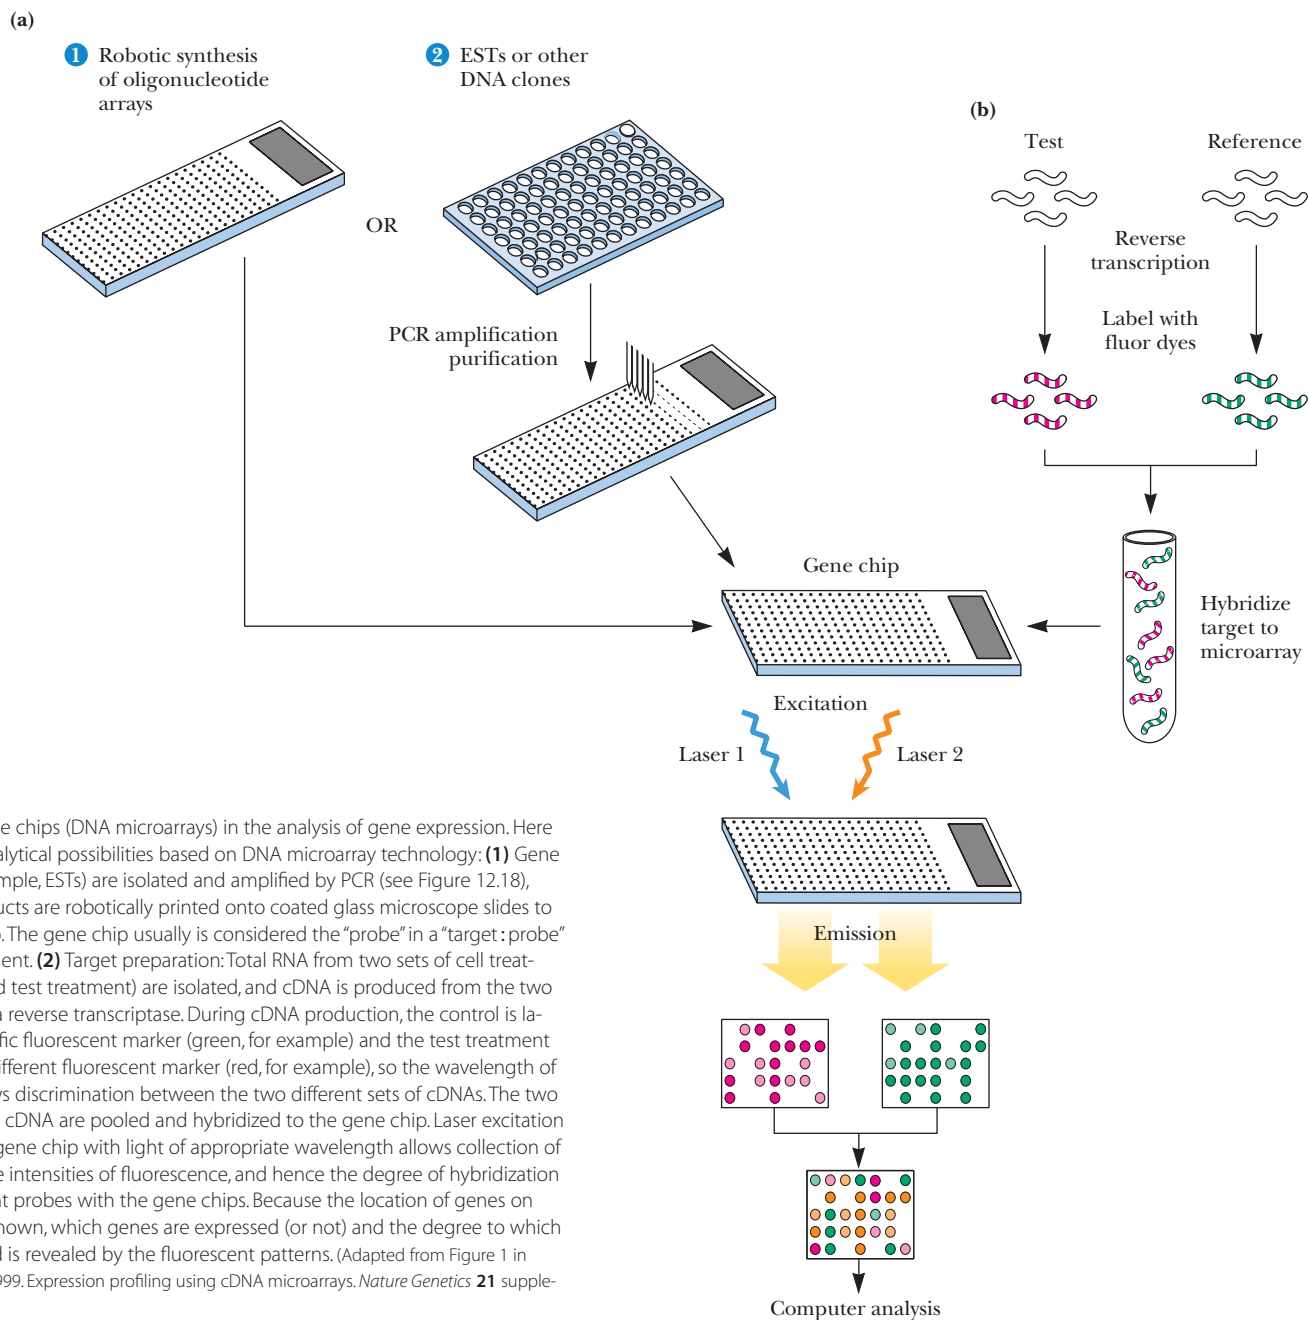 (a)
1 Robotic synthesis
of oligonucleotide
arrays
2 ESTs or other
DNA clones
OR
PCR amplification
purification
(b)
Test
Reference
Reverse
transcription
Label with
fluor dyes
Hybridize
target to
microarray
Gene chip
Excitation
Laser 1
Laser 2
Emission
Computer analysis
e chips (DNA microarrays) in the analysis of gene expression. Here
alytical possibilities based on DNA microarray technology: (1) Gene
mple, ESTs) are isolated and amplified by PCR (see Figure 12.18),
ucts are robotically printed onto coated glass microscope slides to
. The gene chip usually is considered the “probe” in a “target : probe”
nent. (2) Target preparation: Total RNA from two sets of cell treat-
d test treatment) are isolated, and cDNA is produced from the two
a reverse transcriptase. During cDNA production, the control is la-
fic fluorescent marker (green, for example) and the test treatment
ifferent fluorescent marker (red, for example), so the wavelength of
ws discrimination between the two different sets of cDNAs. The two
cDNA are pooled and hybridized to the gene chip. Laser excitation
gene chip with light of appropriate wavelength allows collection of
e intensities of fluorescence, and hence the degree of hybridization
nt probes with the gene chips. Because the location of genes on
nown, which genes are expressed (or not) and the degree to which
d is revealed by the fluorescent patterns. (Adapted from Figure 1 in
1999. Expression profiling using cDNA microarrays. Nature Genetics 21 supple-